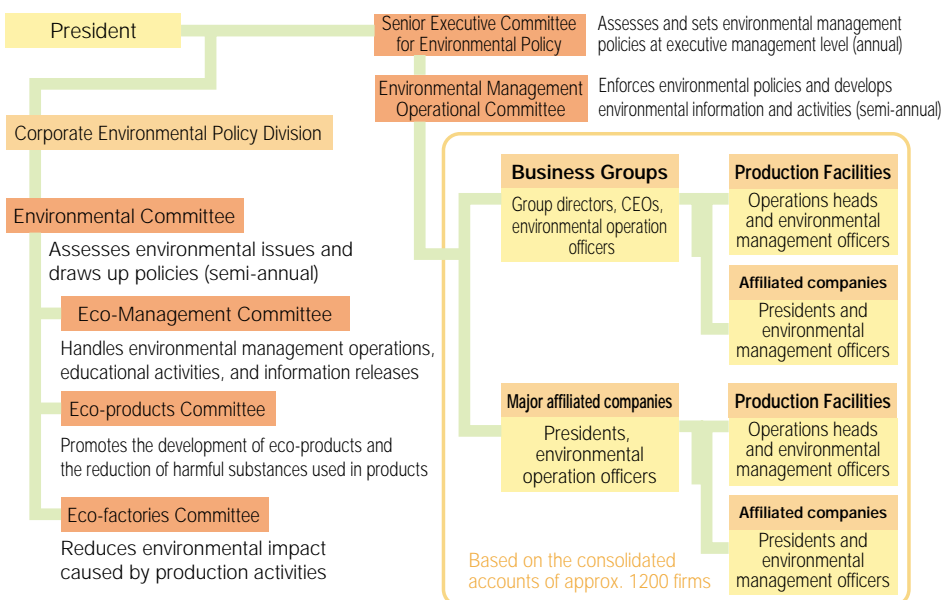 President
Senior Executive Committee
for Environmental Policy
Assesses and sets environmental management
policies at executive management level (annual)
Environmental Management
Operational Committee
Enforces environmental policies and develops
environmental information and activities (semi-annual)
Corporate Environmental Policy Division
Environmental Committee
Assesses environmental issues and
draws up policies (semi-annual)
Eco-Management Committee
Handles environmental management operations,
educational activities, and information releases
Eco-products Committee
Promotes the development of eco-products and
the reduction of harmful substances used in products
Eco-factories Committee
Reduces environmental impact
caused by production activities
Business Groups
Group directors, CEOs,
environmental operation
officers
Production Facilities
Operations heads
and environmental
management officers
Affiliated companies
Presidents and
environmental
management officers
Major affiliated companies
Presidents,
environmental
operation officers
Production Facilities
Operations heads
and environmental
management officers
Affiliated companies
Presidents and
environmental
management officers
Based on the consolidated
accounts of approx. 1200 firms